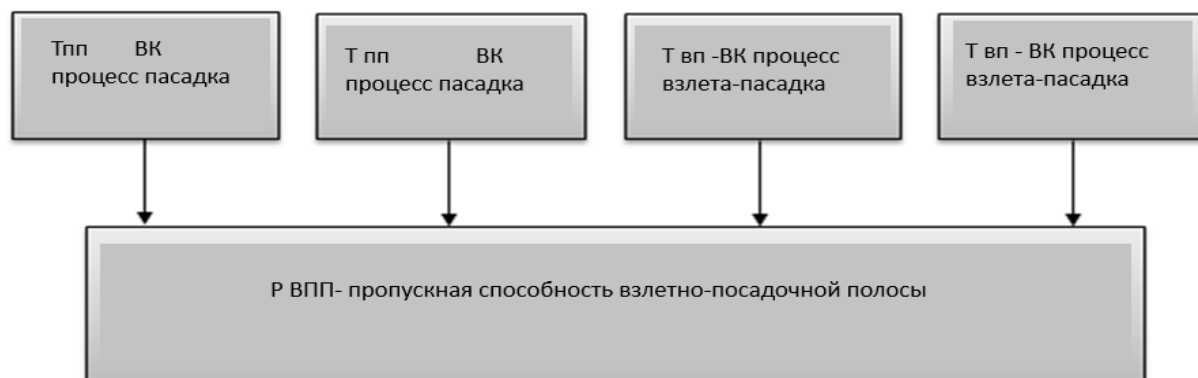 Тпп ВК
процесс пасадка
Т пп ВК
процесс пасадка
Т вп -ВК процесс
взлета-пасадка
Т вп - ВК процесс
взлета-пасадка
Р ВПП- пропускная способность взлетно-посадочной полосы